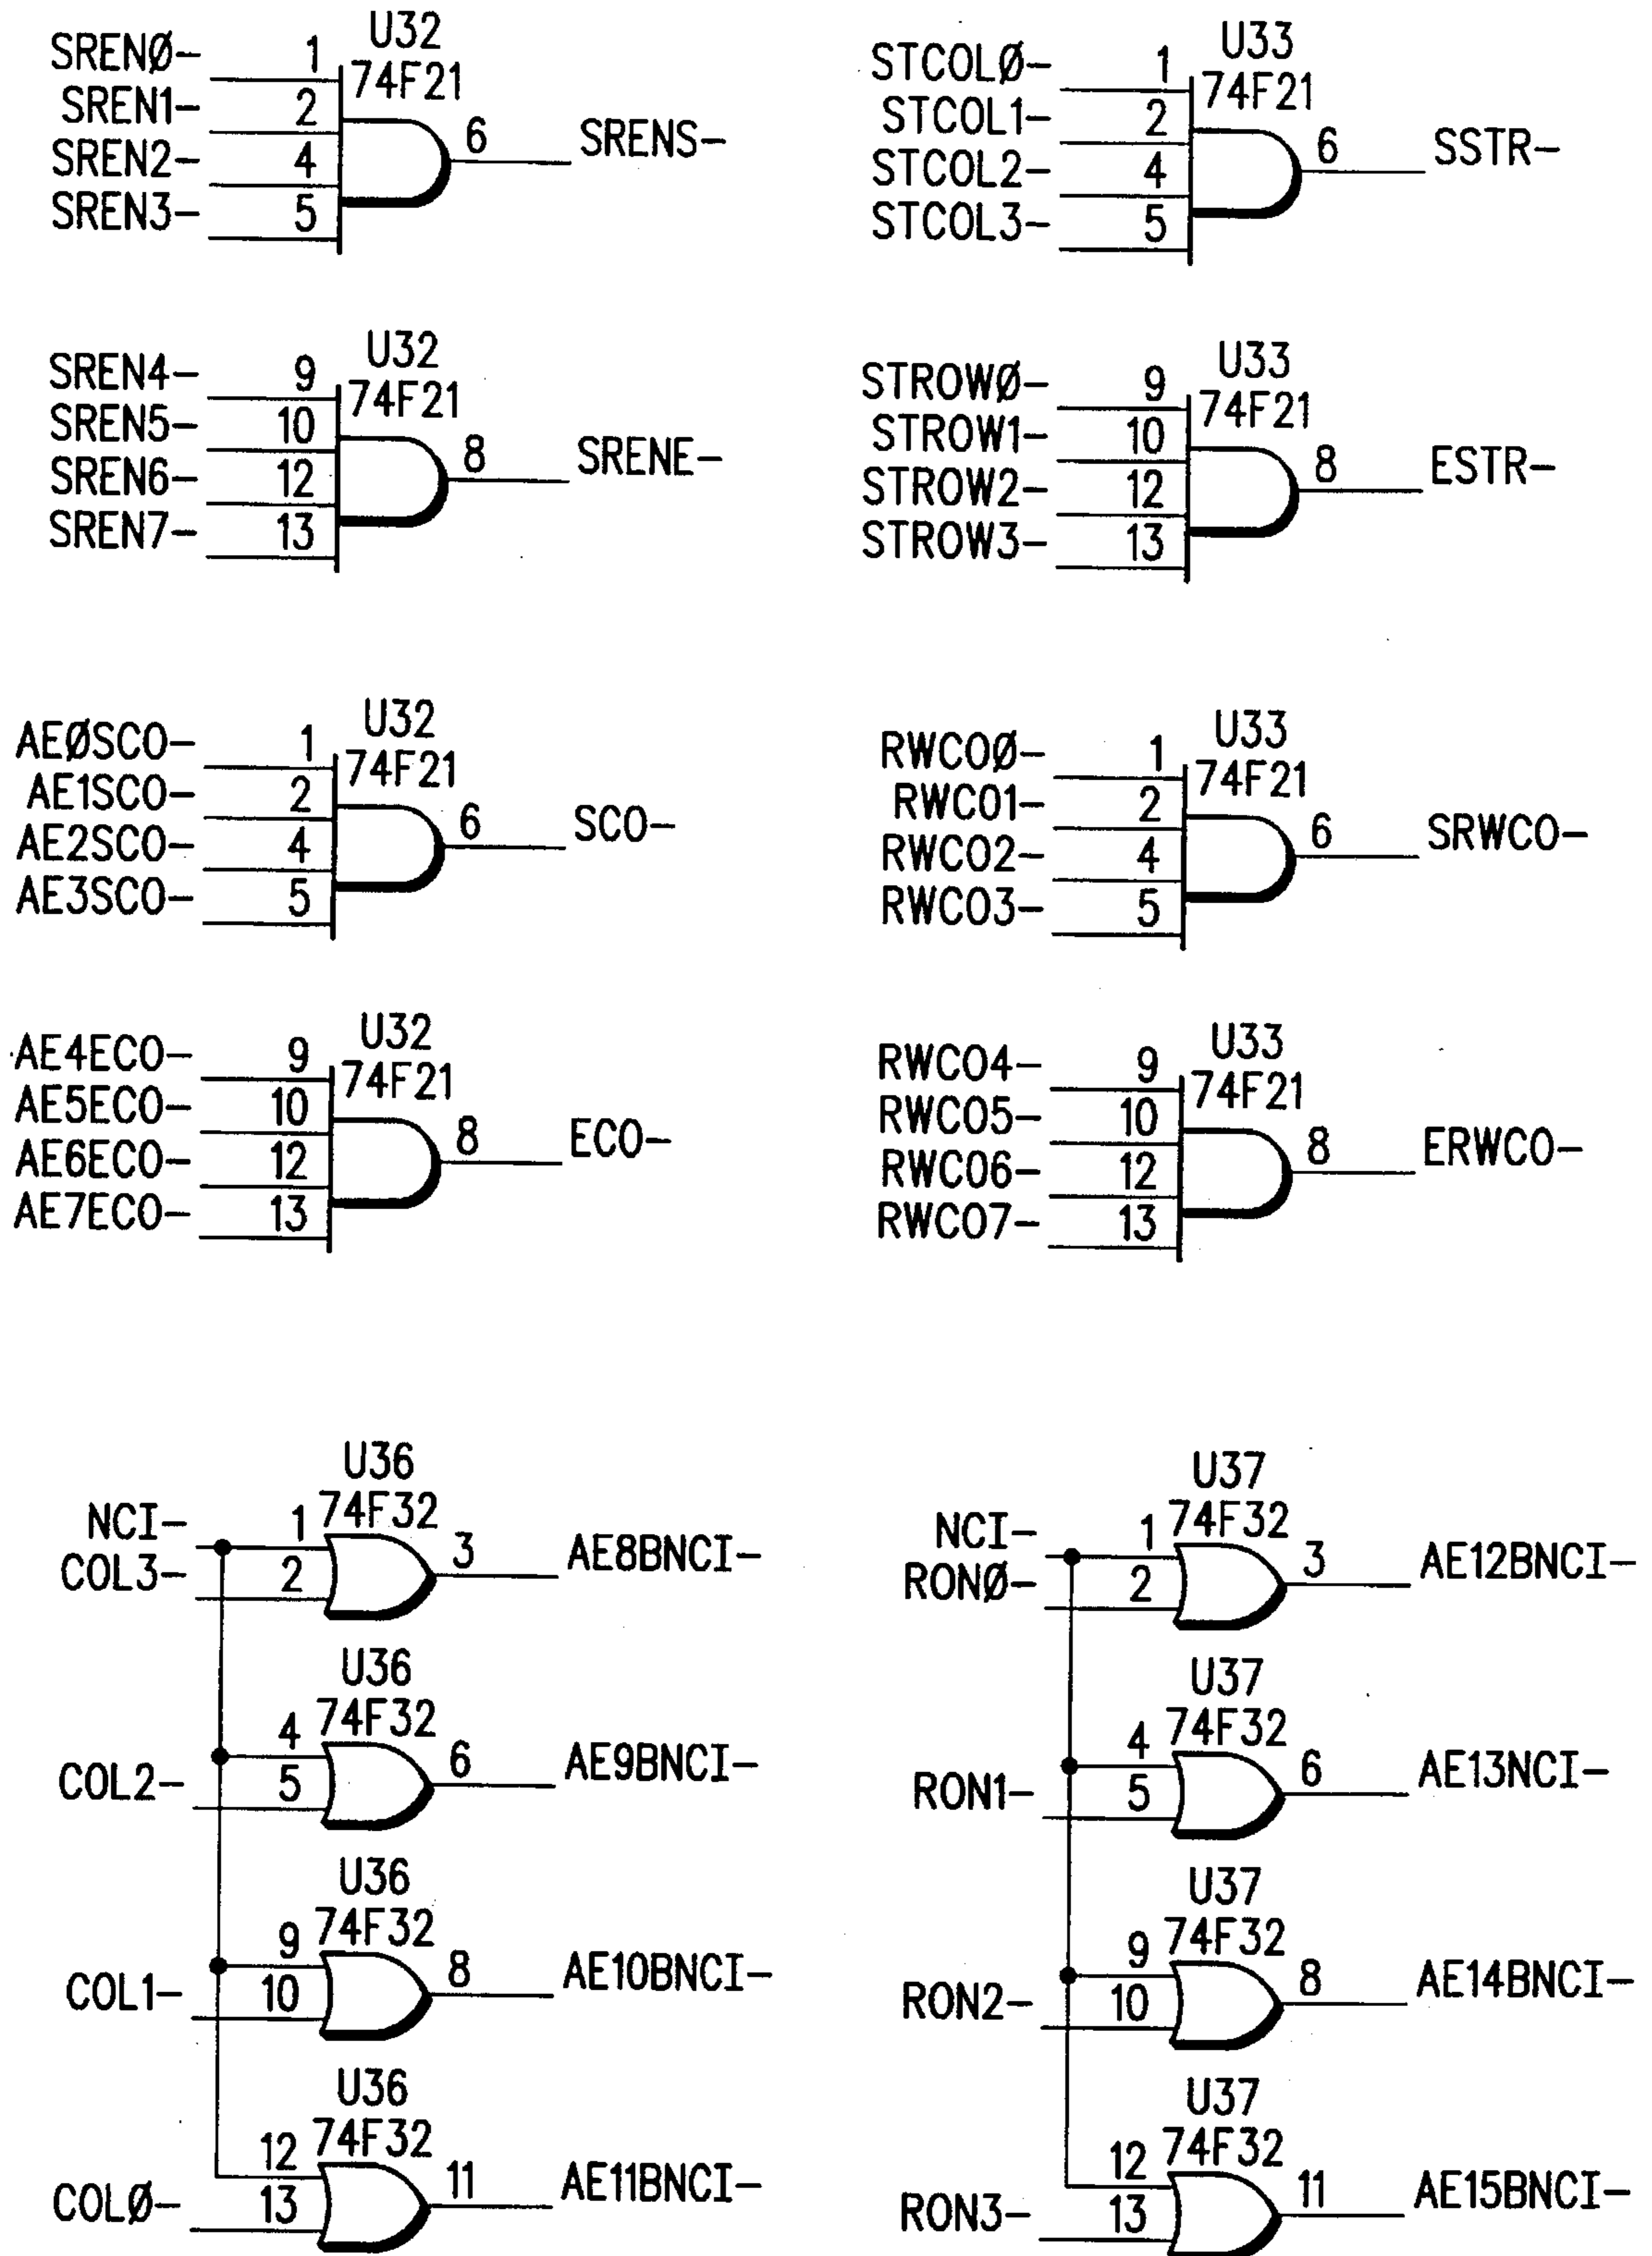 U32
74F21
SRENØ- 1
SREN1- 2
SREN2- 4
SREN3- 5
6 SRENS-
U33
74F21
STCOLØ- 1
STCOL1- 2
STCOL2- 4
STCOL3- 5
6 SSTR-
U32
74F21
SREN4- 9
SREN5- 10
SREN6- 12
SREN7- 13
8 SRENE-
U33
74F21
STROWØ- 9
STROW1- 10
STROW2- 12
STROW3- 13
8 ESTR-
U32
74F21
AEØSCO- 1
AE1SCO- 2
AE2SCO- 4
AE3SCO- 5
6 SCO-
U33
74F21
RWCOØ- 1
RWCO1- 2
RWCO2- 4
RWCO3- 5
6 SRWCO-
U32
74F21
AE4ECO- 9
AE5ECO- 10
AE6ECO- 12
AE7ECO- 13
8 ECO-
U33
74F21
RWCO4- 9
RWCO5- 10
RWCO6- 12
RWCO7- 13
8 ERWCO-
U36
74F32
NCI- 1
COL3- 2
3 AE8BNCI-
U36
74F32
4
COL2- 5
6 AE9BNCI-
U36
74F32
9
COL1- 10
8 AE10BNCI-
U36
74F32
12
COLØ- 13
11 AE11BNCI-
U37
74F32
NCI- 1
RONØ- 2
3 AE12BNCI-
U37
74F32
4
RON1- 5
6 AE13NCI-
U37
74F32
9
RON2- 10
8 AE14BNCI-
U37
74F32
12
RON3- 13
11 AE15BNCI-